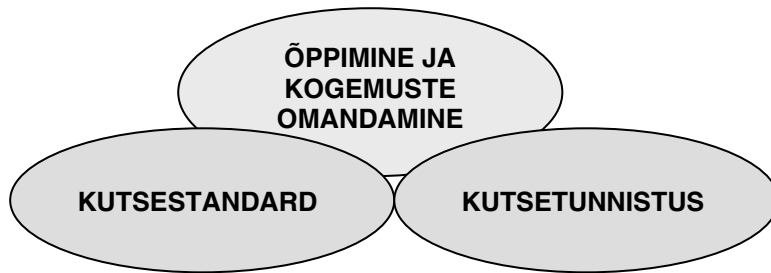 ÕPPIMINE JA
KOGEMUSTE
OMANDAMINE
KUTSESTANDARD
KUTSETUNNISTUS